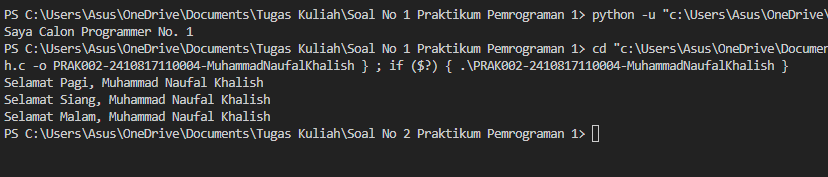 PS C:\Users\Asus\OneDrive\Documents\Tugas Kuliah\Soal No 1 Praktikum Pemrograman 1> python -u "c:\Users\Asus\OneDrive\
Saya Calon Programmer No. 1
PS C:\Users\Asus\OneDrive\Documents\Tugas Kuliah\Soal No 1 Praktikum Pemrograman 1> cd "c:\Users\Asus\OneDrive\Documen
h.c -o PRAK002-2410817110004-MuhammadNaufalKhalish } ; if ($?) { .\PRAK002-2410817110004-MuhammadNaufalKhalish }
Selamat Pagi, Muhammad Naufal Khalish
Selamat Siang, Muhammad Naufal Khalish
Selamat Malam, Muhammad Naufal Khalish
PS C:\Users\Asus\OneDrive\Documents\Tugas Kuliah\Soal No 2 Praktikum Pemrograman 1>